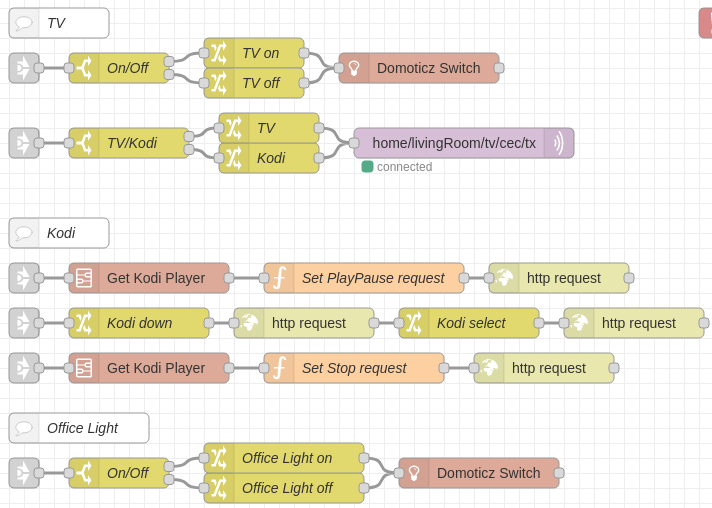 TV
On/Off
TV on
TV off
Domoticz Switch
TV/Kodi
TV
Kodi
home/livingRoom/tv/cec/tx
connected
Kodi
Get Kodi Player
Set PlayPause request
http request
Kodi down
http request
Kodi select
http request
Get Kodi Player
Set Stop request
http request
Office Light
On/Off
Office Light on
Office Light off
Domoticz Switch